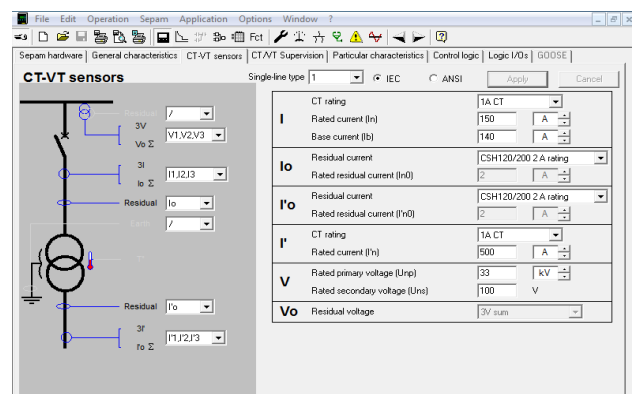 File Edit Operation Sepam Application Options Window ?
Fct
Sepam hardware General characteristics CT-VT sensors CT/VT Supervision Particular characteristics Control logic Logic I/Os GOOSE
CT-VT sensors
Single-line type 1 IEC ANSI Apply Cancel
Residual /
3V
Vo Σ
V1,V2,V3
3I
Io Σ
I1,I2,I3
Residual Io
Earth /
Residual I'o
3I'
I'o Σ
I'1,I'2,I'3
I
CT rating 1A CT
Rated current (In) 150 A
Base current (Ib) 140 A
Io
Residual current CSH120/200 2 A rating
Rated residual current (In0) 2 A
I'o
Residual current CSH120/200 2 A rating
Rated residual current (I'n0) 2 A
I'
CT rating 1A CT
Rated current (I'n) 500 A
V
Rated primary voltage (Unp) 33 kV
Rated secondary voltage (Uns) 100 V
Vo Residual voltage 3V sum